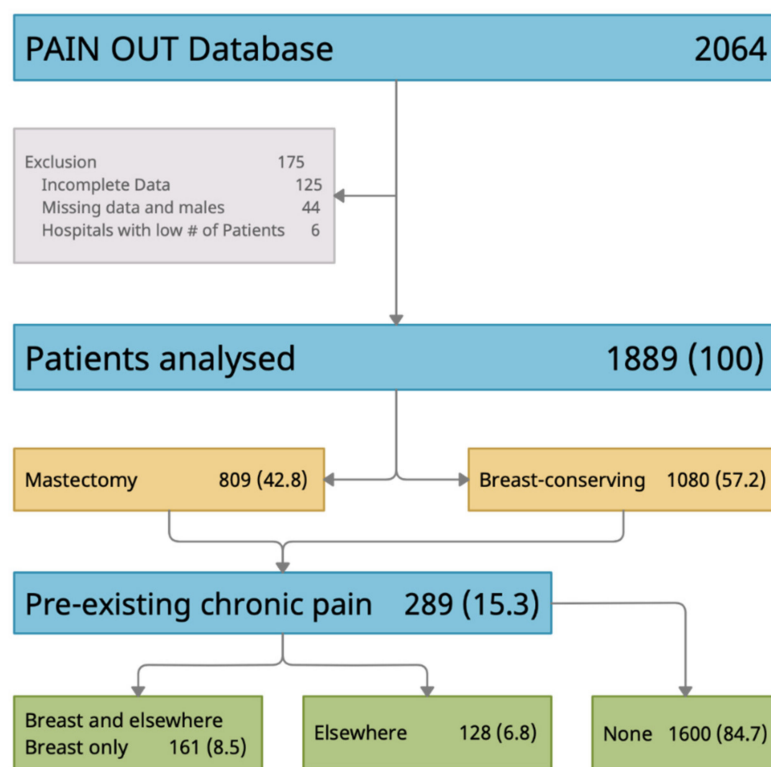 PAIN OUT Database 2064
Exclusion 175
Incomplete Data 125
Missing data and males 44
Hospitals with low # of Patients 6
Patients analysed 1889 (100)
Mastectomy 809 (42.8)
Breast-conserving 1080 (57.2)
Pre-existing chronic pain 289 (15.3)
Breast and elsewhere
Breast only 161 (8.5)
Elsewhere 128 (6.8)
None 1600 (84.7)